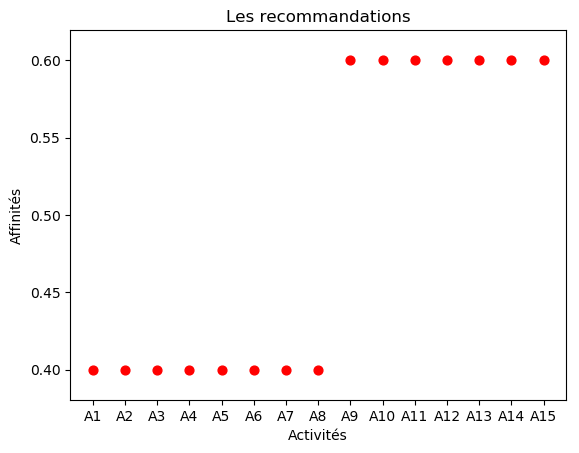 Les recommandations
0.60
0.55
0.50
0.45
0.40
Affinités
A1 A2 A3 A4 A5 A6 A7 A8 A9 A10 A11 A12 A13 A14 A15
Activités